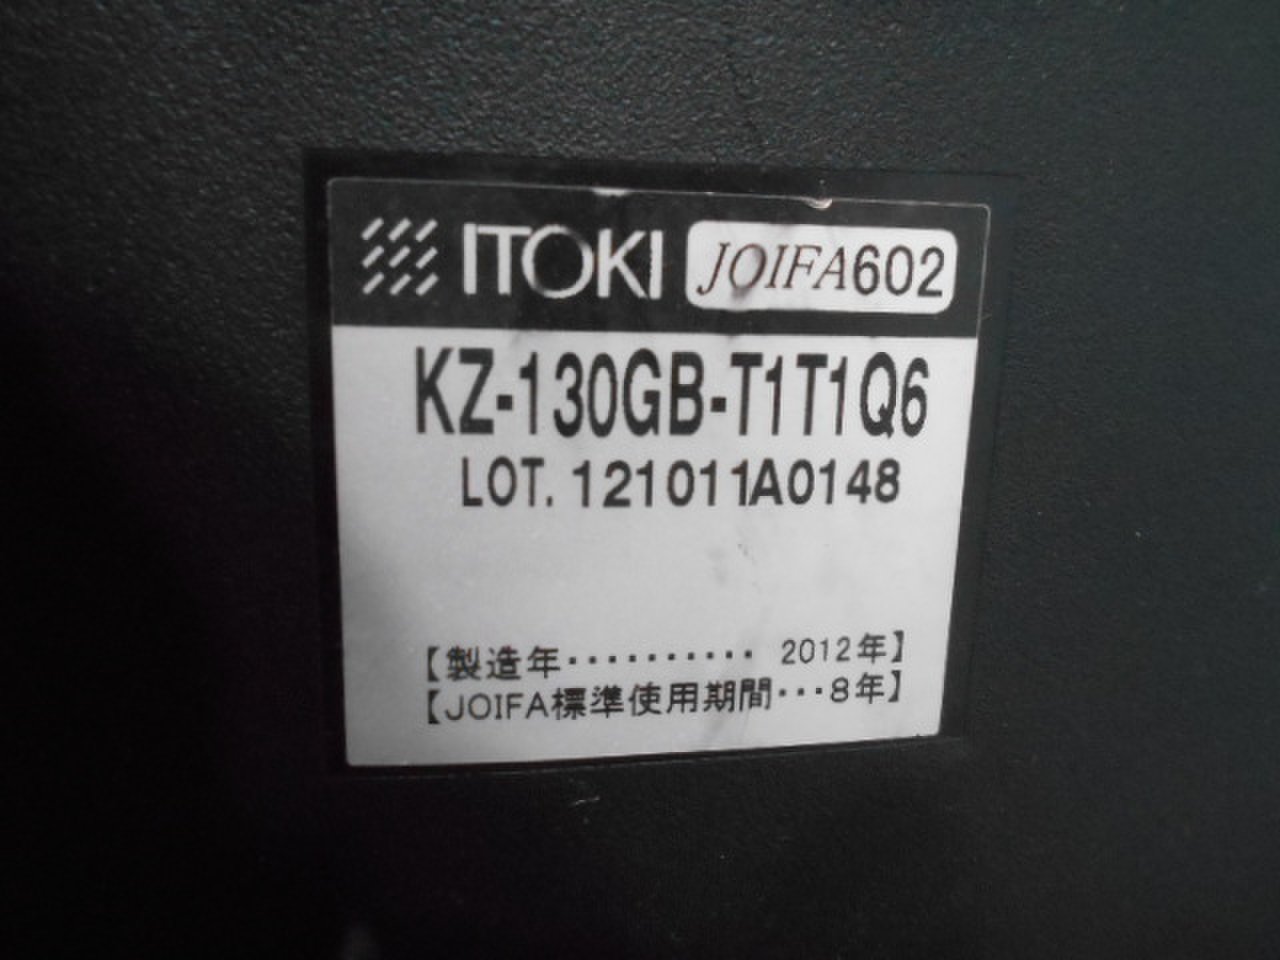 ITOKI JOIFA602
KZ-130GB-T1T1Q6
LOT. 121011A0148
【製造年・・・・・・・・・・ 2012年】
【JOIFA標準使用期間・・・8年】